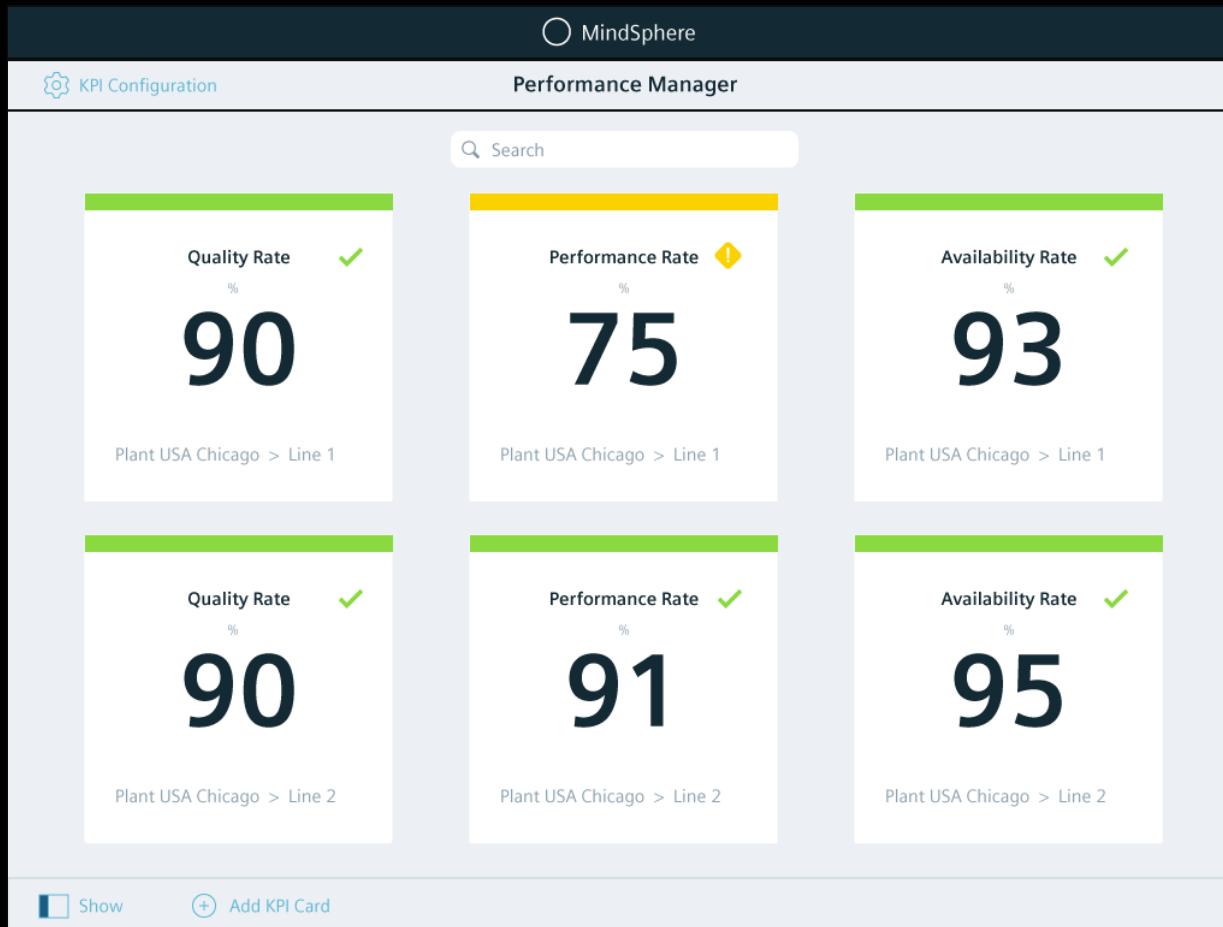 MindSphere
KPI Configuration
Performance Manager
Search
Quality Rate
%
90
Plant USA Chicago > Line 1
Performance Rate
%
75
Plant USA Chicago > Line 1
Availability Rate
%
93
Plant USA Chicago > Line 1
Quality Rate
%
90
Plant USA Chicago > Line 2
Performance Rate
%
91
Plant USA Chicago > Line 2
Availability Rate
%
95
Plant USA Chicago > Line 2
Show
Add KPI Card